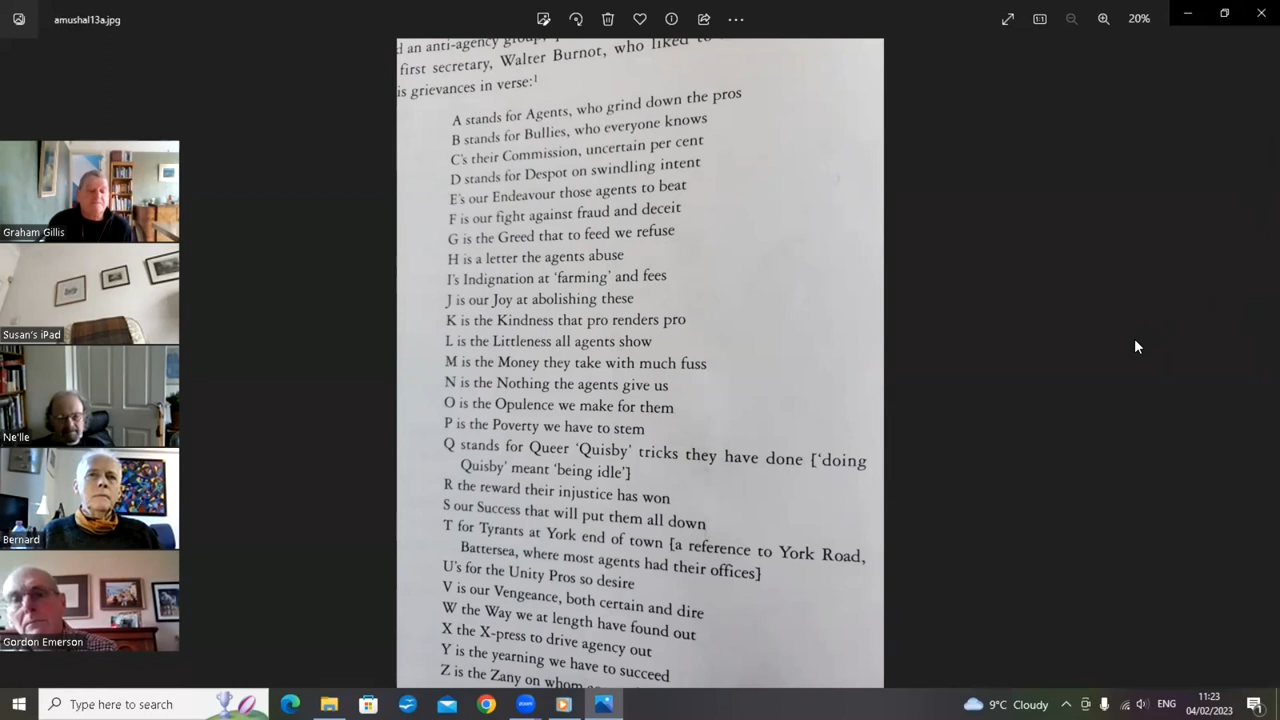 amushal13a.jpg
20%
d an anti-agency group,
first secretary, Walter Burnot, who liked to
is grievances in verse:1
A stands for Agents, who grind down the pros
B stands for Bullies, who everyone knows
C's their Commission, uncertain per cent
D stands for Despot on swindling intent
E's our Endeavour those agents to beat
F is our fight against fraud and deceit
G is the Greed that to feed we refuse
H is a letter the agents abuse
I's Indignation at 'farming' and fees
J is our Joy at abolishing these
K is the Kindness that pro renders pro
L is the Littleness all agents show
M is the Money they take with much fuss
N is the Nothing the agents give us
O is the Opulence we make for them
P is the Poverty we have to stem
Q stands for Queer 'Quisby' tricks they have done ['doing
Quisby' meant 'being idle']
R the reward their injustice has won
S our Success that will put them all down
T for Tyrants at York end of town [a reference to York Road,
Battersea, where most agents had their offices]
U's for the Unity Pros so desire
V is our Vengeance, both certain and dire
W the Way we at length have found out
X the X-press to drive agency out
Y is the yearning we have to succeed
Z is the Zany on whom
Graham Gillis
Susan's iPad
Ne'lle
Bernard
Gordon Emerson
Type here to search
zoom
9°C Cloudy
ENG
11:23
04/02/2023